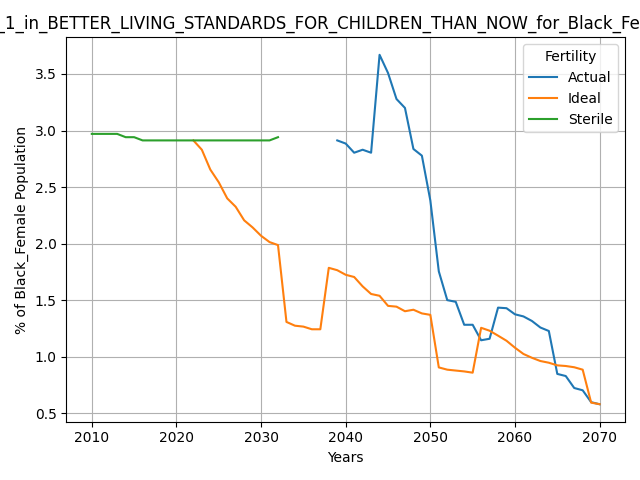 _1_in_BETTER_LIVING_STANDARDS_FOR_CHILDREN_THAN_NOW_for_Black_Fe
Fertility
Actual
Ideal
Sterile
% of Black_Female Population
3.5
3.0
2.5
2.0
1.5
1.0
0.5
2010 2020 2030 2040 2050 2060 2070
Years